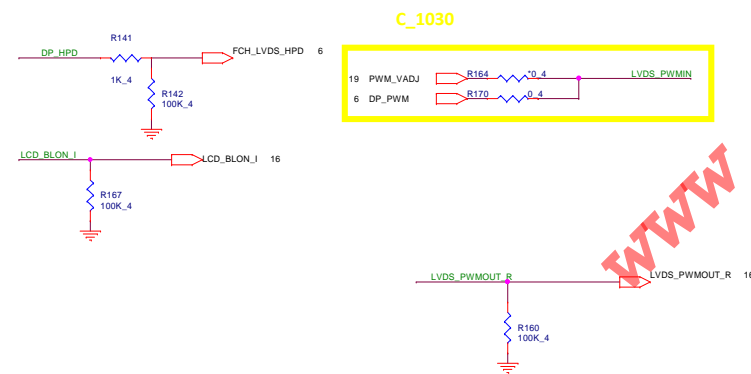 C_1030
R141
DP_HPD
FCH_LVDS_HPD 6
1K_4
R142
100K_4
19 PWM_VADJ R164 *0_4 LVDS_PWMIN
6 DP_PWM R170 0_4
LCD_BLON_I
LCD_BLON_I 16
R167
100K_4
WWW
LVDS_PWMOUT_R
LVDS_PWMOUT_R 16
R160
100K_4